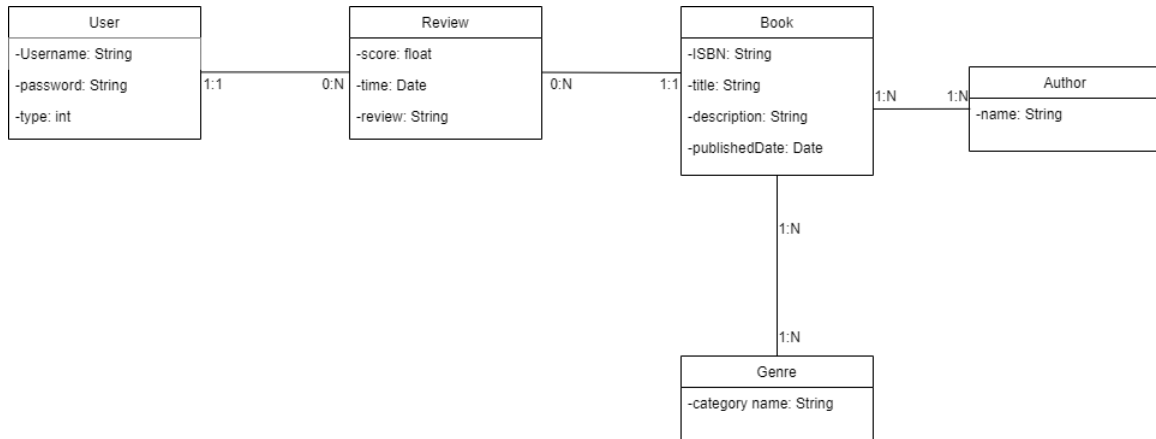 User
-Username: String
-password: String
-type: int
1:1
0:N
Review
-score: float
-time: Date
-review: String
0:N
1:1
Book
-ISBN: String
-title: String
-description: String
-publishedDate: Date
1:N
1:N
Author
-name: String
1:N
1:N
Genre
-category name: String